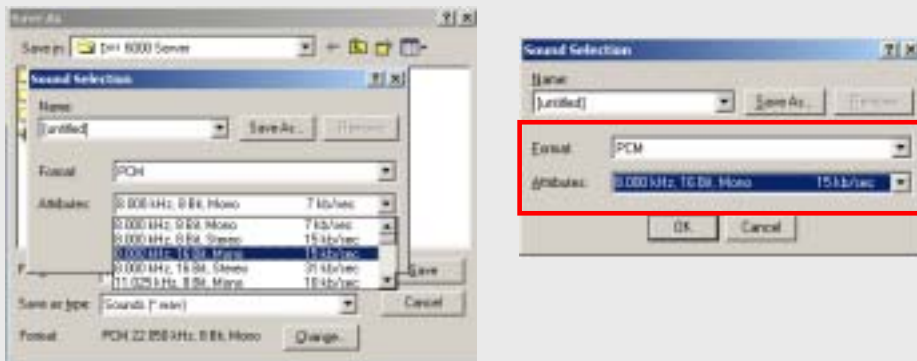 Save As
Save in: 6000 Server
Sound Selection
Name:
[untitled]
Save As...
Remove
Format: PCM
Attributes: 8.000 kHz, 8 Bit, Mono 7 kb/sec
8.000 kHz, 8 Bit, Mono 7 kb/sec
8.000 kHz, 8 Bit, Stereo 15 kb/sec
8.000 kHz, 16 Bit, Mono 15 kb/sec
8.000 kHz, 16 Bit, Stereo 31 kb/sec
11.025 kHz, 8 Bit, Mono 10 kb/sec
Save
Save as type: Sounds (*.wav)
Cancel
Format: PCM 22.050 kHz, 8 Bit, Mono
Change...
Sound Selection
Name:
[untitled]
Save As...
Remove
Format: PCM
Attributes: 8.000 kHz, 16 Bit, Mono 15 kb/sec
OK
Cancel